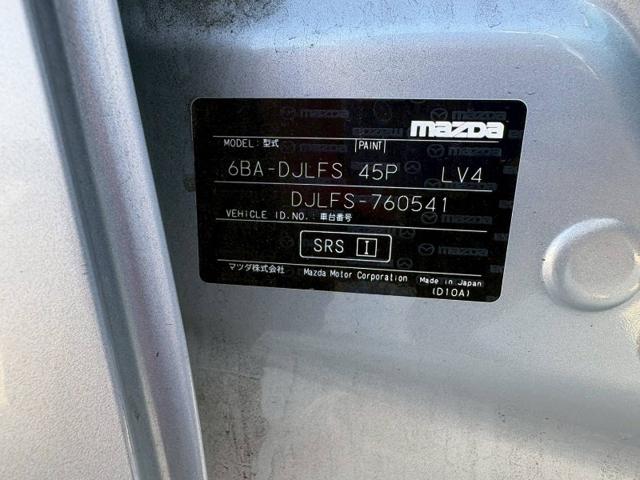 mazda
MODEL: 型式 PAINT
6BA-DJLFS 45P LV4
DJLFS-760541
VEHICLE ID.NO.: 車台番号
SRS I
マツダ株式会社 Mazda Motor Corporation Made in Japan
(D10A)